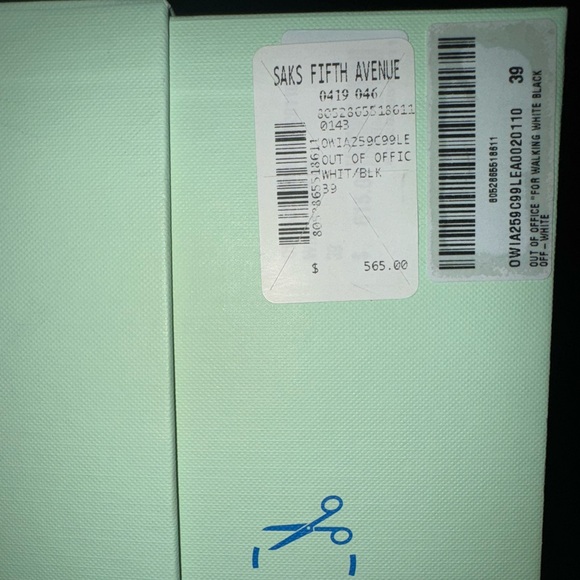 SAKS FIFTH AVENUE
0419 046
8052865518611
0143
OWIA259C99LE
OUT OF OFFIC
WHIT/BLK
39
8052865518611
$ 565.00
39
8052865518611
OWIA259C99LEA0020110
OUT OF OFFICE "FOR WALKING WHITE BLACK
OFF - WHITE